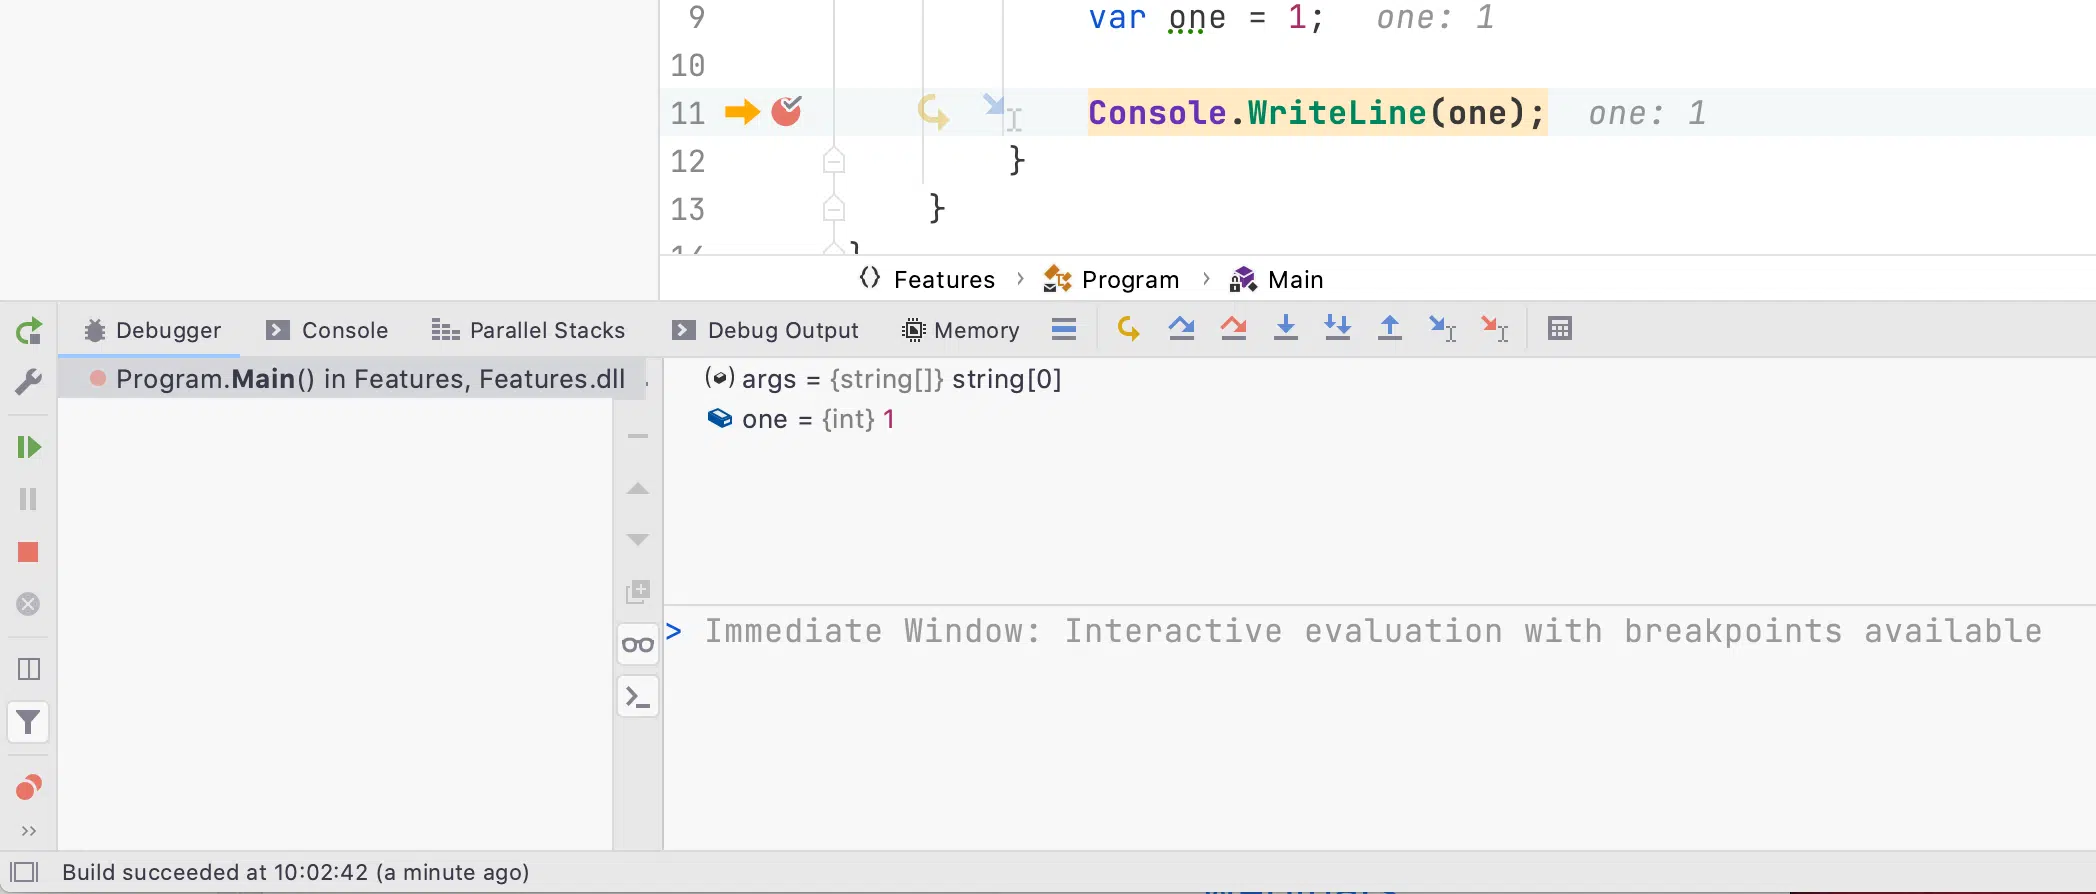 9 var one = 1; one: 1
10
11 Console.WriteLine(one); one: 1
12 }
13 }
}
Features › Program › Main
Debugger Console Parallel Stacks Debug Output Memory
Program.Main() in Features, Features.dll
args = {string[]} string[0]
one = {int} 1
> Immediate Window: Interactive evaluation with breakpoints available
Build succeeded at 10:02:42 (a minute ago)